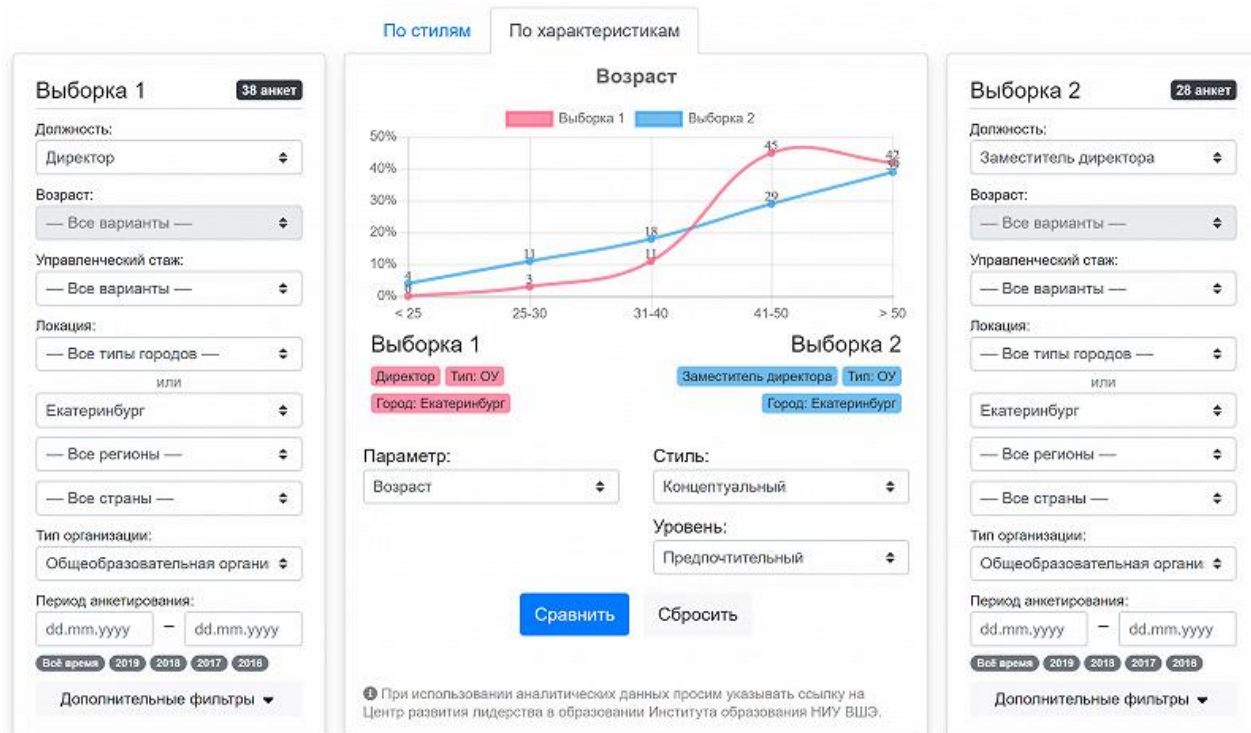 По стилям
По характеристикам
Выборка 1
38 анкет
Должность:
Директор
Возраст:
— Все варианты —
Управленческий стаж:
— Все варианты —
Локация:
— Все типы городов —
или
Екатеринбург
— Все регионы —
— Все страны —
Тип организации:
Общеобразовательная органи
Период анкетирования:
dd.mm.yyyy – dd.mm.yyyy
Всё время 2019 2018 2017 2016
Дополнительные фильтры
Возраст
Выборка 1 Выборка 2
50%
40%
30%
20%
10%
0%
4
11
18
29
0
3
11
45
42
< 25 25-30 31-40 41-50 > 50
Выборка 1
Директор Тип: ОУ
Город: Екатеринбург
Выборка 2
Заместитель директора Тип: ОУ
Город: Екатеринбург
Параметр:
Возраст
Стиль:
Концептуальный
Уровень:
Предпочтительный
Сравнить
Сбросить
При использовании аналитических данных просим указывать ссылку на
Центр развития лидерства в образовании Института образования НИУ ВШЭ.
Выборка 2
28 анкет
Должность:
Заместитель директора
Возраст:
— Все варианты —
Управленческий стаж:
— Все варианты —
Локация:
— Все типы городов —
или
Екатеринбург
— Все регионы —
— Все страны —
Тип организации:
Общеобразовательная органи
Период анкетирования:
dd.mm.yyyy – dd.mm.yyyy
Всё время 2019 2018 2017 2016
Дополнительные фильтры